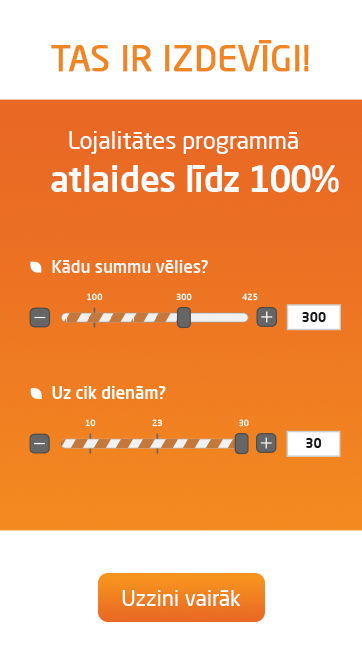 TAS IR IZDEVĪGI!
Lojalitātes programmā
atlaides līdz 100%
Kādu summu vēlies?
100 300 425
300
Uz cik dienām?
10 23 30
30
Uzzini vairāk